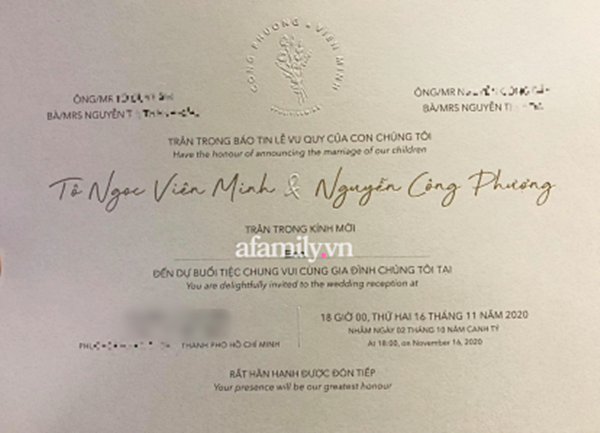 CÔNG PHƯỢNG • VIÊN MINH
ÔNG/MR
BÀ/MRS NGUYỄN
ÔNG/MR
BÀ/MRS NGUYỄN
TRÂN TRỌNG BÁO TIN LỄ VU QUY CỦA CON CHÚNG TÔI
Have the honour of announcing the marriage of our children
Tô Ngọc Viên Minh & Nguyễn Công Phượng
TRÂN TRỌNG KÍNH MỜI
afamily.vn
ĐẾN DỰ BUỔI TIỆC CHUNG VUI CÙNG GIA ĐÌNH CHÚNG TÔI TẠI
You are delightfully invited to the wedding reception at
THÀNH PHỐ HỒ CHÍ MINH
18 GIỜ 00, THỨ HAI 16 THÁNG 11 NĂM 2020
NHẰM NGÀY 02 THÁNG 10 NĂM CANH TÝ
At 18:00, on November 16, 2020
RẤT HÂN HẠNH ĐƯỢC ĐÓN TIẾP
Your presence will be our greatest honour